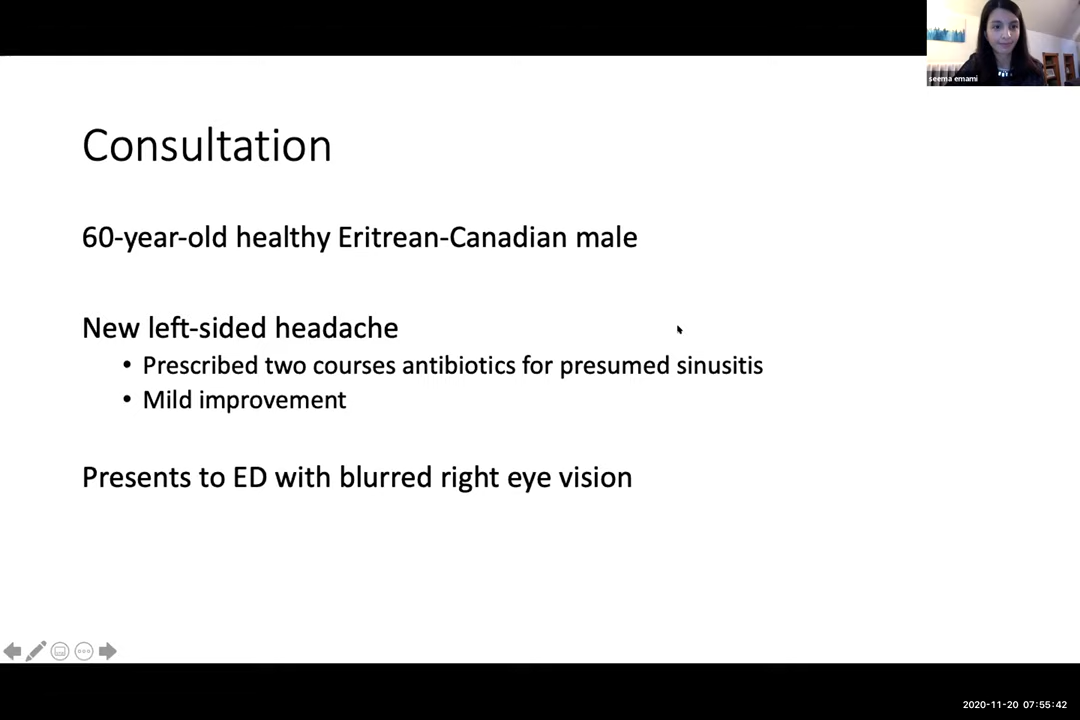 seema emami
Consultation
60-year-old healthy Eritrean-Canadian male
New left-sided headache
• Prescribed two courses antibiotics for presumed sinusitis
• Mild improvement
Presents to ED with blurred right eye vision
2020-11-20 07:55:42